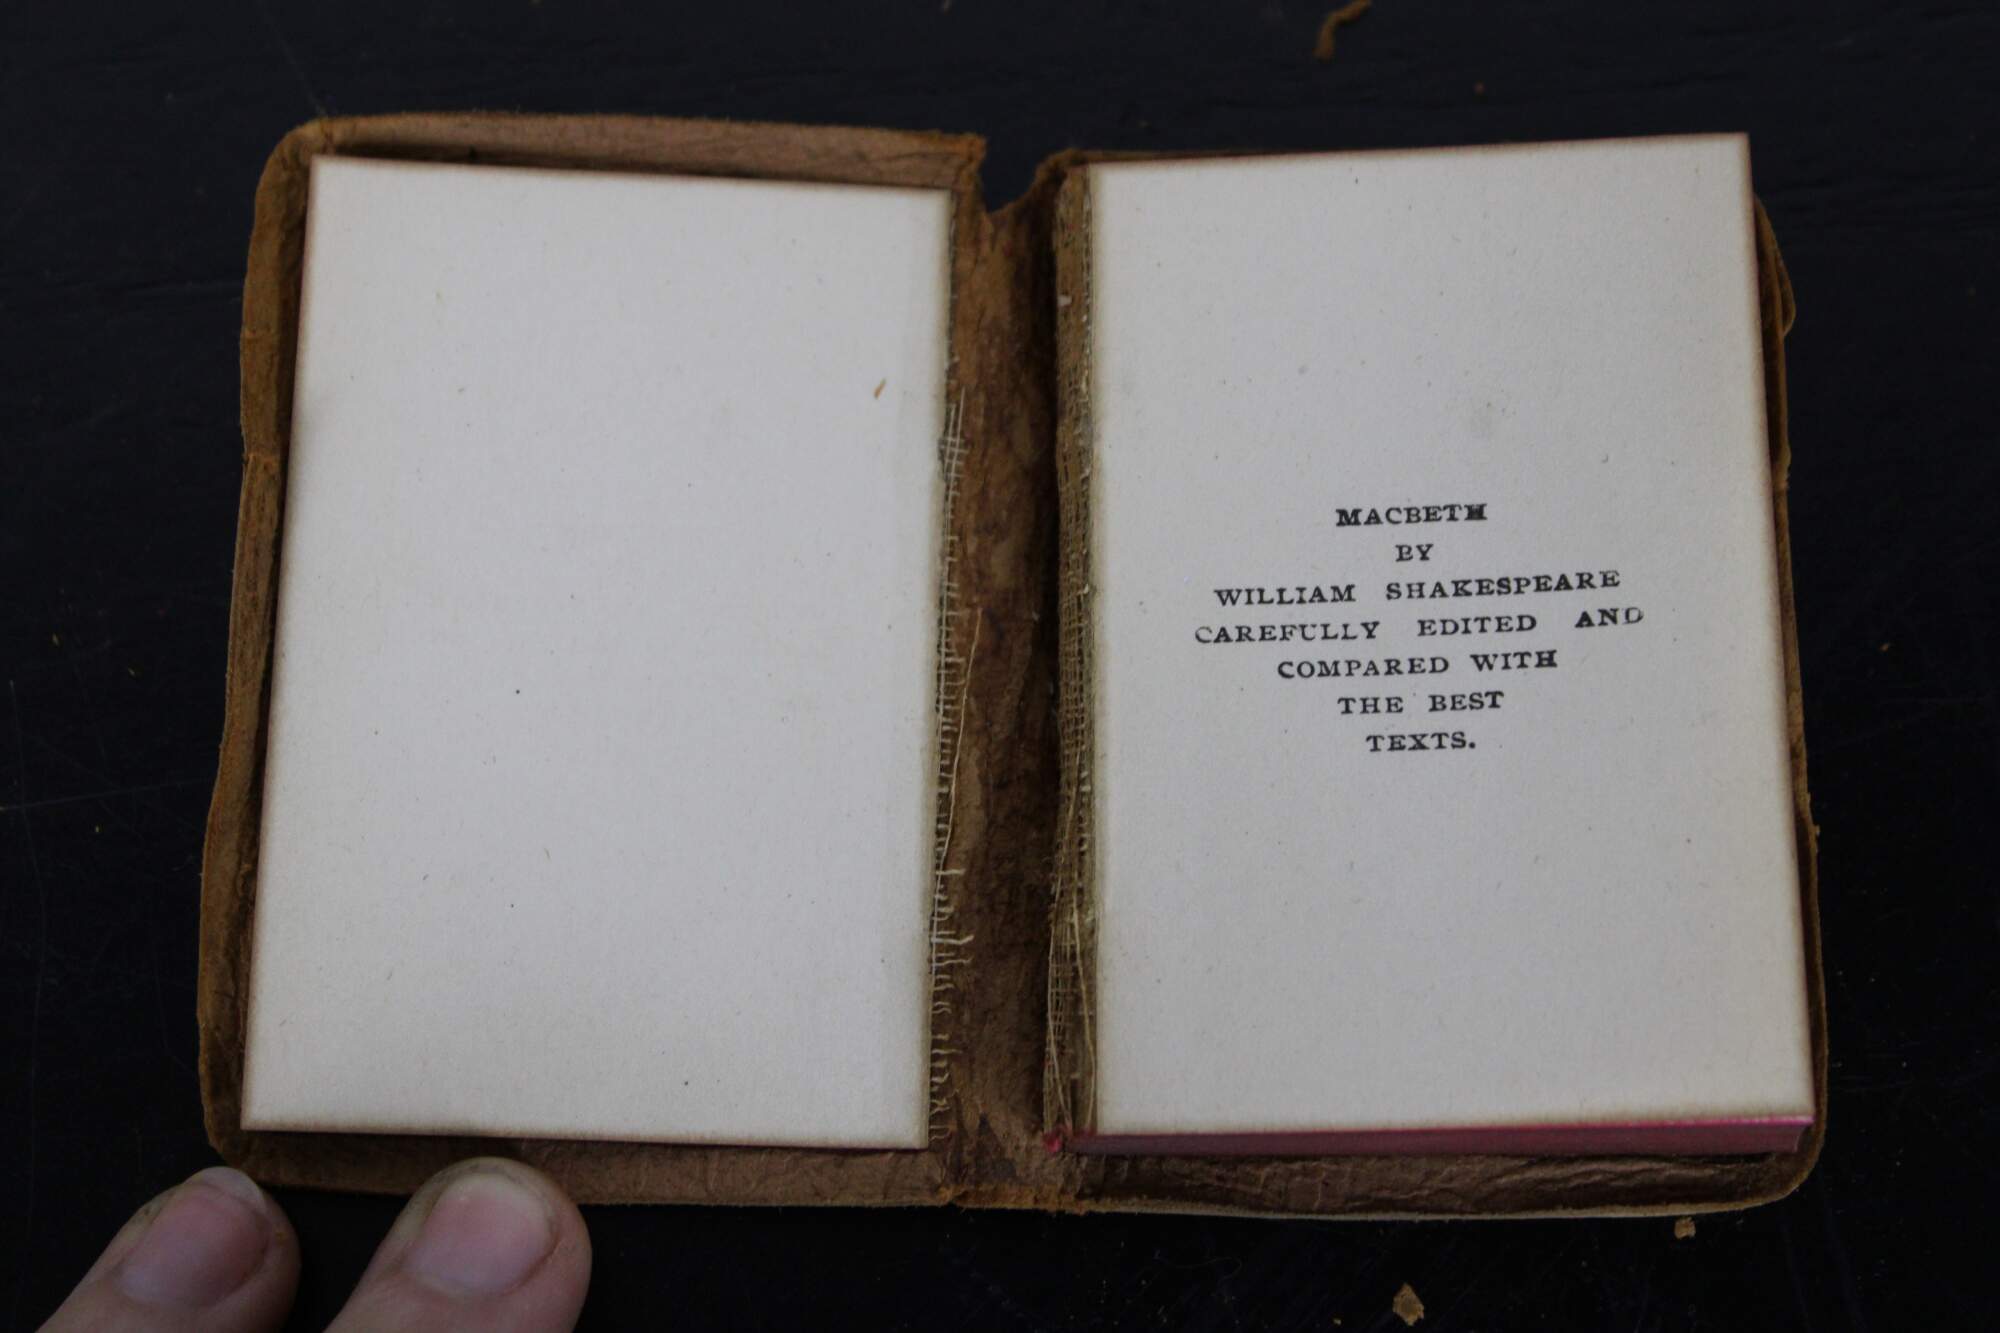 MACBETH
BY
WILLIAM SHAKESPEARE
CAREFULLY EDITED AND
COMPARED WITH
THE BEST
TEXTS.